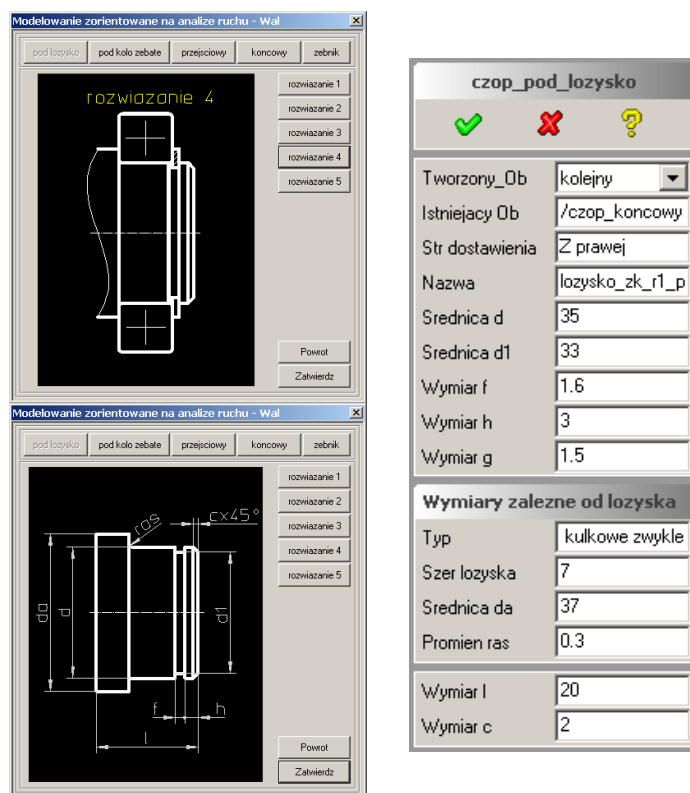 Modelowanie zorientowane na analize ruchu - Wal
pod lozysko pod kolo zebate przejsciowy koncowy zebnik
rozwiazanie 4
rozwiazanie 1
rozwiazanie 2
rozwiazanie 3
rozwiazanie 4
rozwiazanie 5
Powrot
Zatwierdz
Modelowanie zorientowane na analize ruchu - Wal
pod lozysko pod kolo zebate przejsciowy koncowy zebnik
rozwiazanie 1
rozwiazanie 2
rozwiazanie 3
rozwiazanie 4
rozwiazanie 5
ras
c×45°
da
d
d1
f
h
l
Powrot
Zatwierdz
czop_pod_lozysko
Tworzony_Ob kolejny
Istniejacy Ob /czop_koncowy
Str dostawienia Z prawej
Nazwa lozysko_zk_r1_p
Srednica d 35
Srednica d1 33
Wymiar f 1.6
Wymiar h 3
Wymiar g 1.5
Wymiary zalezne od lozyska
Typ kulkowe zwykle
Szer lozyska 7
Srednica da 37
Promien ras 0.3
Wymiar l 20
Wymiar c 2